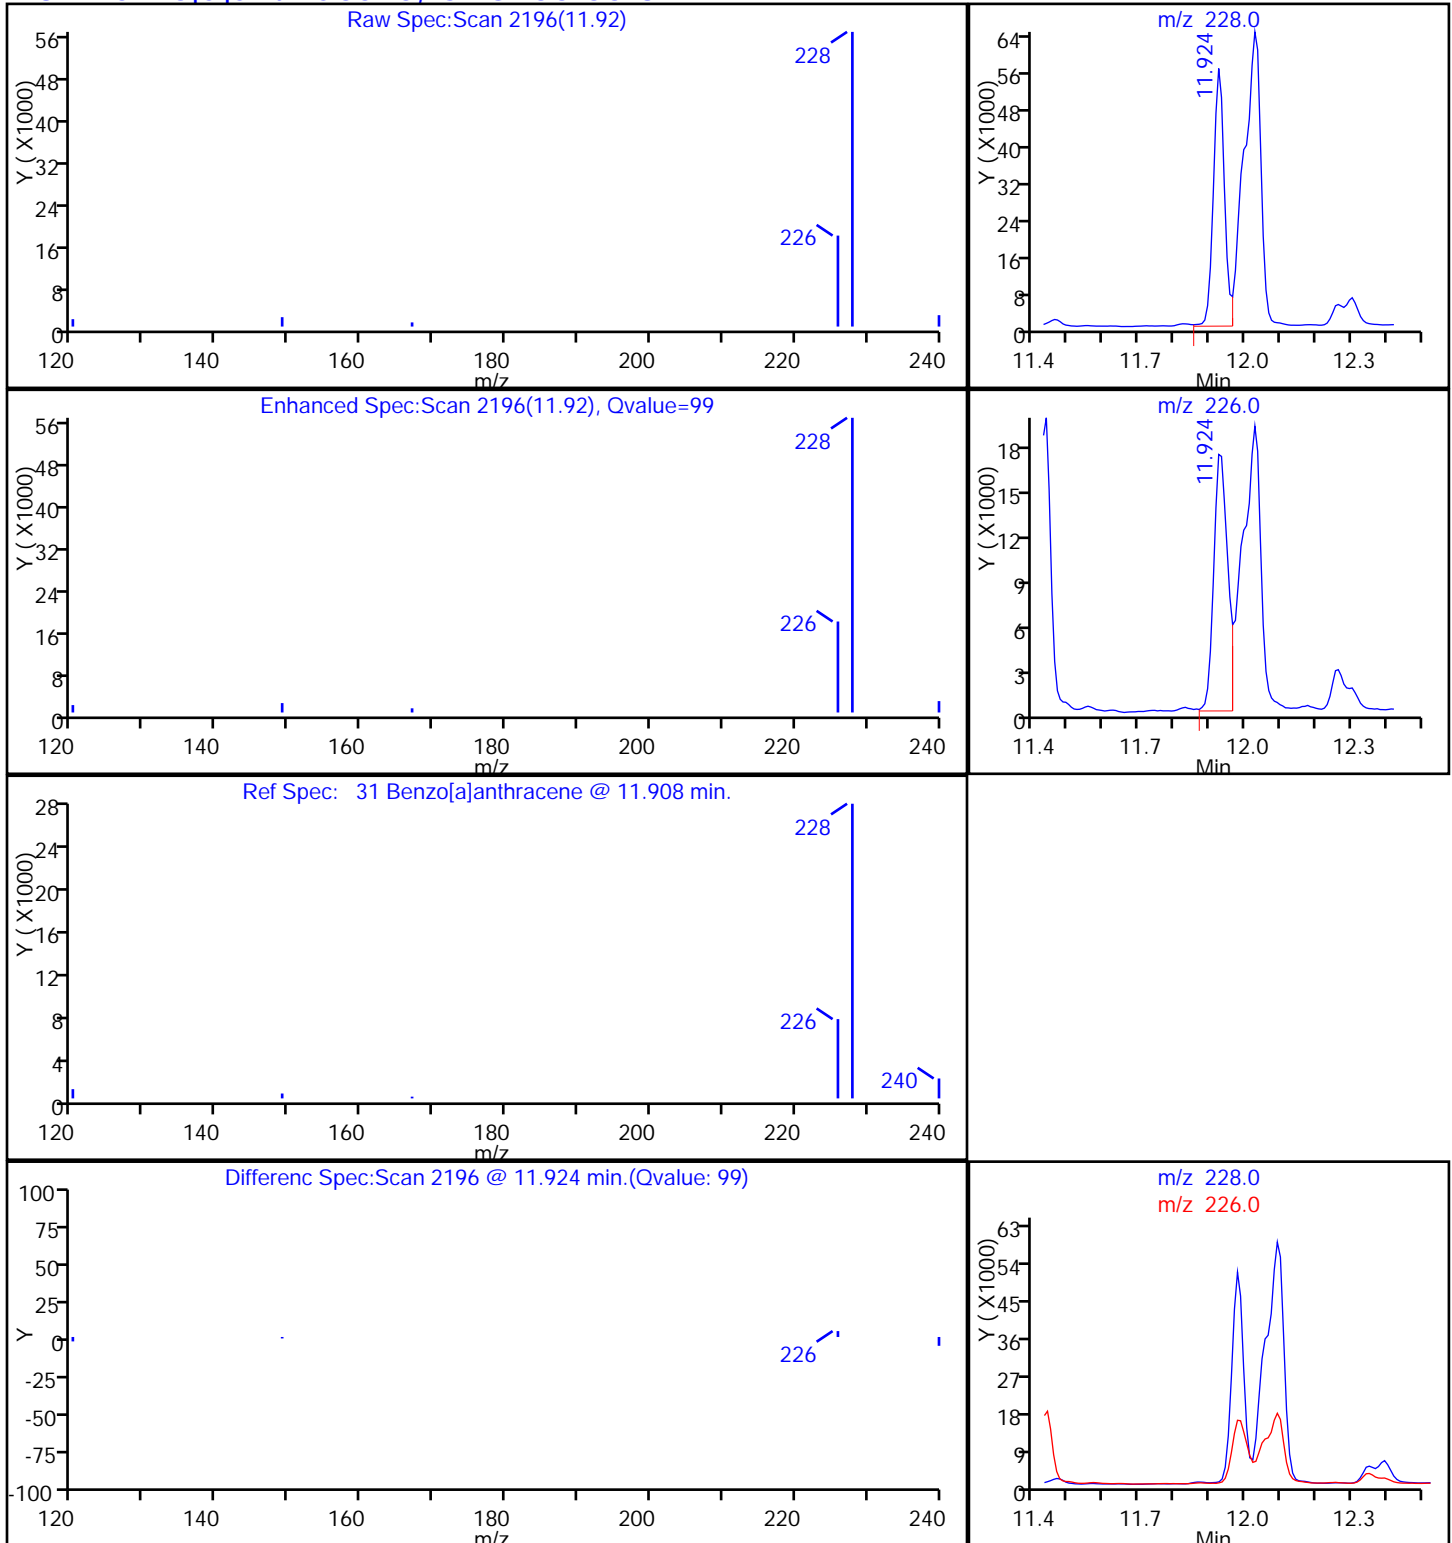 Raw Spec:Scan 2196(11.92)
Y ( X1000)
56
48
40
32
24
16
8
0
228
226
120 140 160 180 200 220 240
m/z
m/z 228.0
Y ( X1000)
64
56
48
40
32
24
16
8
0
11.924
11.4 11.7 12.0 12.3
Min
Enhanced Spec:Scan 2196(11.92), Qvalue=99
Y ( X1000)
56
48
40
32
24
16
8
0
228
226
120 140 160 180 200 220 240
m/z
m/z 226.0
Y ( X1000)
18
15
12
9
6
3
0
11.924
11.4 11.7 12.0 12.3
Min
Ref Spec: 31 Benzo[a]anthracene @ 11.908 min.
Y ( X1000)
28
24
20
16
12
8
4
0
228
226
240
120 140 160 180 200 220 240
m/z
Differenc Spec:Scan 2196 @ 11.924 min.(Qvalue: 99)
Y
100
75
50
25
0
-25
-50
-75
-100
226
120 140 160 180 200 220 240
m/z
m/z 228.0
m/z 226.0
Y ( X1000)
63
54
45
36
27
18
9
0
11.4 11.7 12.0 12.3
Min